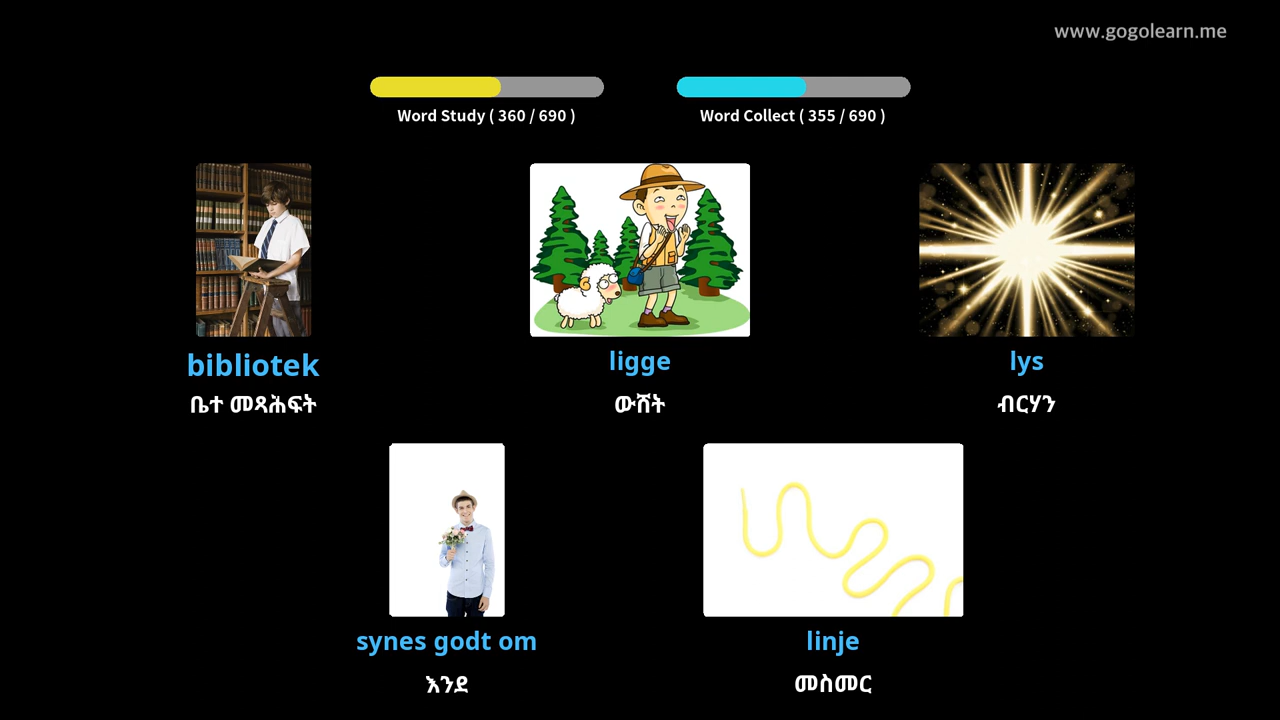 www.gogolearn.me
Word Study ( 360 / 690 )
Word Collect ( 355 / 690 )
bibliotek
ligge
lys
ቤተ መጻሕፍት
ውሸት
ብርሃን
synes godt om
linje
እንደ
መስመር